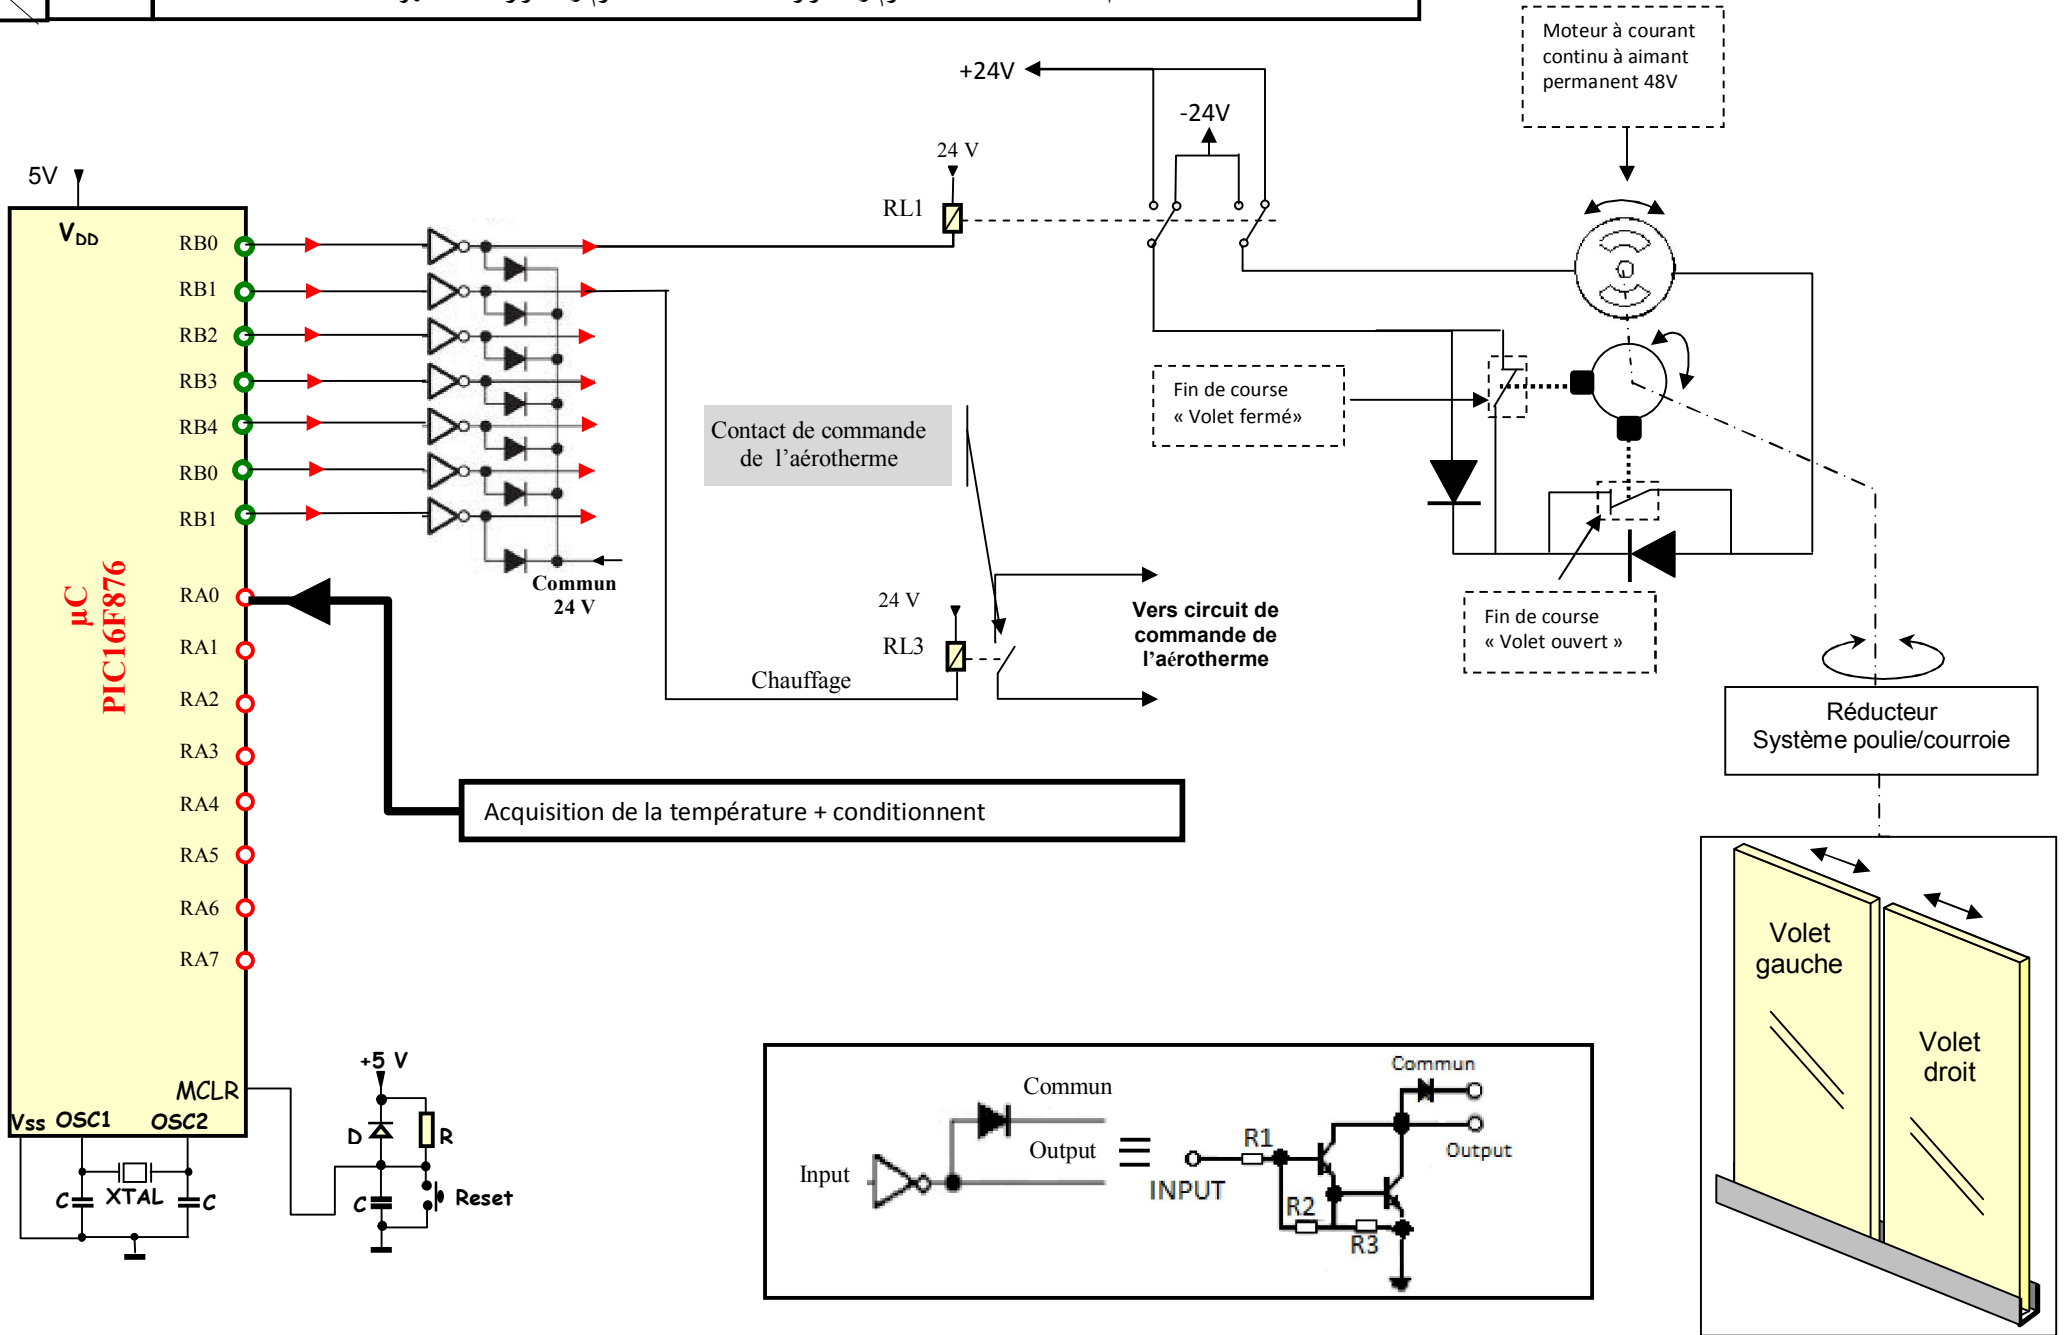 Moteur à courant
continu à aimant
permanent 48V
+24V
-24V
24 V
RL1
5V
VDD
RB0
RB1
RB2
RB3
RB4
RB0
RB1
RA0
RA1
RA2
RA3
RA4
RA5
RA6
RA7
µC
PIC16F876
MCLR
Vss OSC1 OSC2
Commun
24 V
Contact de commande
de l'aérotherme
Fin de course
« Volet fermé»
Fin de course
« Volet ouvert »
24 V
RL3
Chauffage
Vers circuit de
commande de
l'aérotherme
Réducteur
Système poulie/courroie
Acquisition de la température + conditionnent
Volet
gauche
Volet
droit
+5 V
D
R
C
Reset
C
XTAL
C
Input
Commun
Output
INPUT
R1
R2
R3
Commun
Output